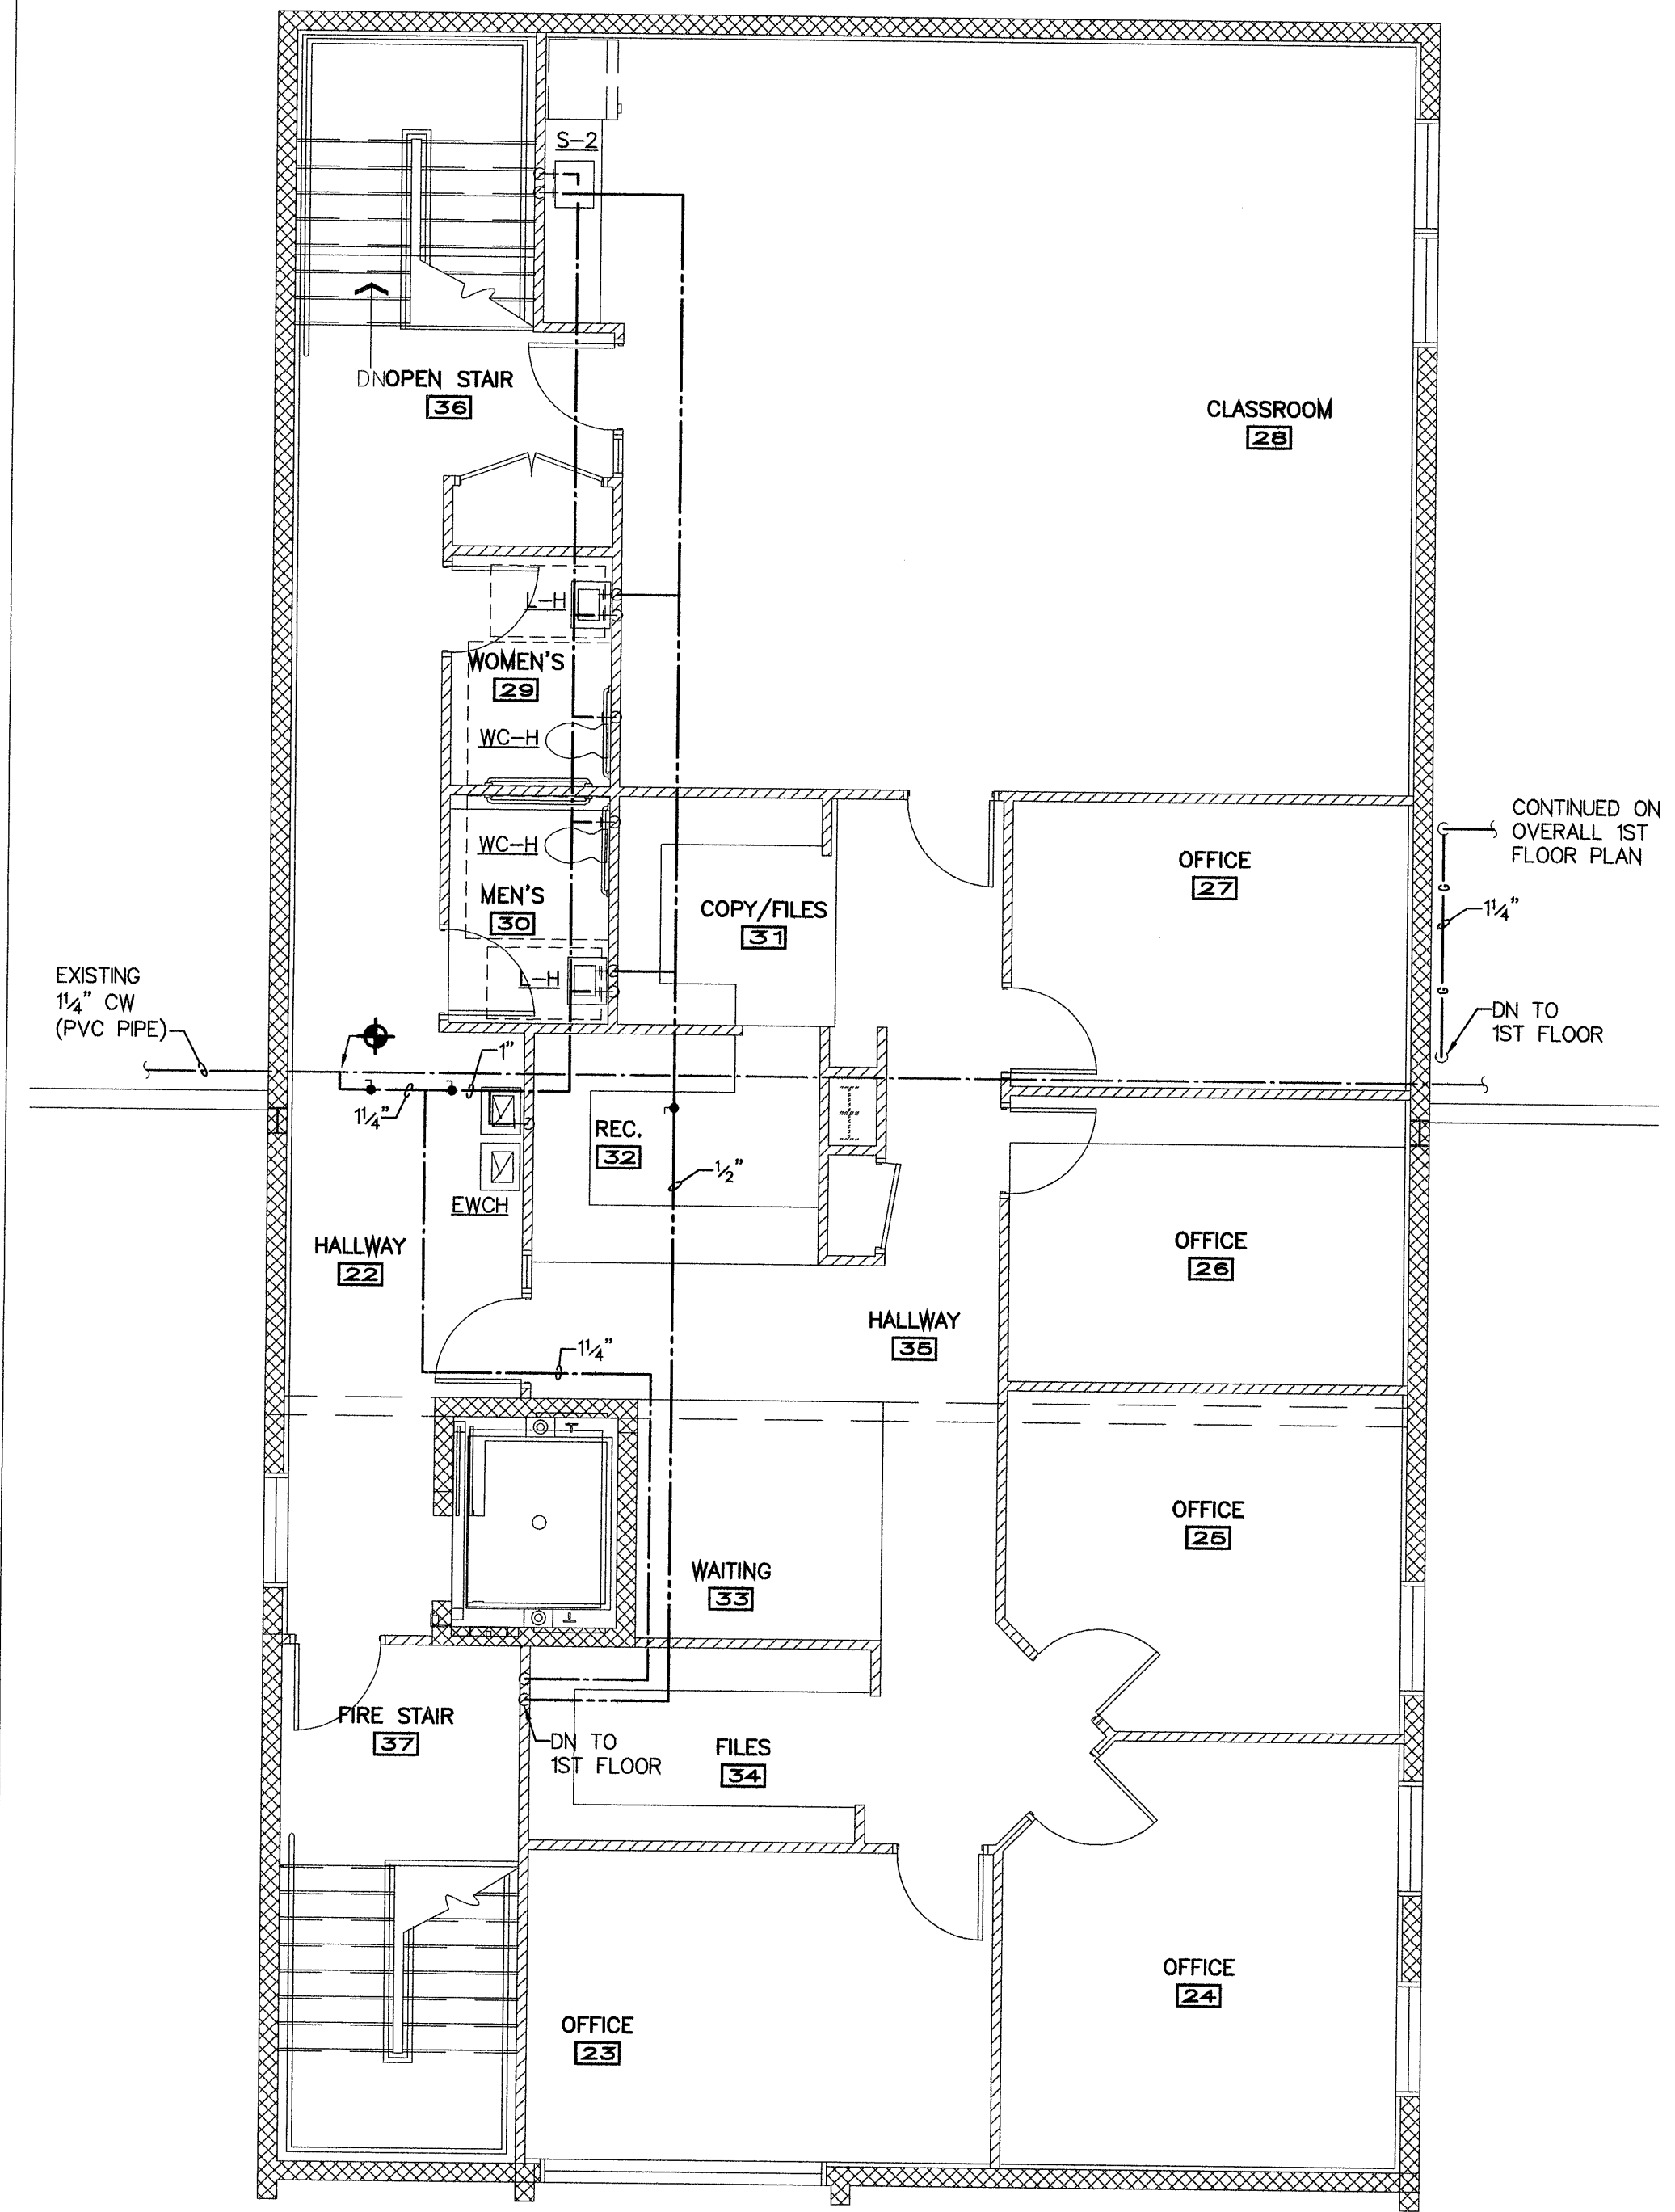 S-2
DN OPEN STAIR
36
CLASSROOM
28
L-H
WOMEN'S
29
WC-H
WC-H
MEN'S
30
L-H
COPY/FILES
31
OFFICE
27
CONTINUED ON
OVERALL 1ST
FLOOR PLAN
G
1¼"
G
DN TO
1ST FLOOR
EXISTING
1¼" CW
(PVC PIPE)
1"
1¼"
REC.
32
½"
EWCH
HALLWAY
22
OFFICE
26
HALLWAY
35
1¼"
OFFICE
25
WAITING
33
FIRE STAIR
37
DN TO
1ST FLOOR
FILES
34
OFFICE
24
OFFICE
23